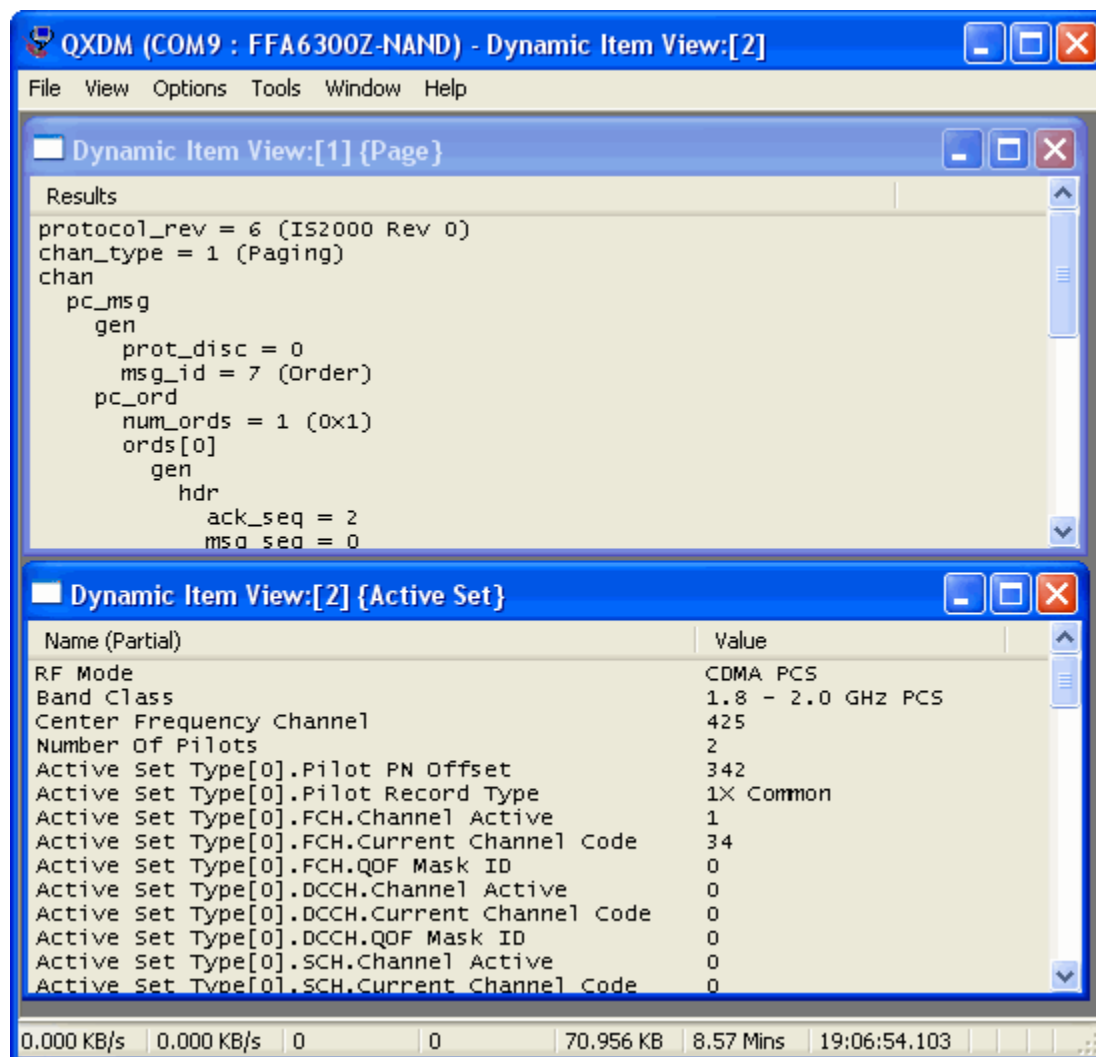 QXDM (COM9 : FFA6300Z-NAND) - Dynamic Item View:[2]
File View Options Tools Window Help
Dynamic Item View:[1] {Page}
Results
protocol_rev = 6 (IS2000 Rev 0)
chan_type = 1 (Paging)
chan
pc_msg
gen
prot_disc = 0
msg_id = 7 (Order)
pc_ord
num_ords = 1 (0x1)
ords[0]
gen
hdr
ack_seq = 2
msg_seq = 0
Dynamic Item View:[2] {Active Set}
Name (Partial) Value
RF Mode CDMA PCS
Band Class 1.8 - 2.0 GHz PCS
Center Frequency Channel 425
Number Of Pilots 2
Active Set Type[0].Pilot PN Offset 342
Active Set Type[0].Pilot Record Type 1X Common
Active Set Type[0].FCH.Channel Active 1
Active Set Type[0].FCH.Current Channel Code 34
Active Set Type[0].FCH.QOF Mask ID 0
Active Set Type[0].DCCH.Channel Active 0
Active Set Type[0].DCCH.Current Channel Code 0
Active Set Type[0].DCCH.QOF Mask ID 0
Active Set Type[0].SCH.Channel Active 0
Active Set Type[0].SCH.Current Channel Code 0
0.000 KB/s 0.000 KB/s 0 0 70.956 KB 8.57 Mins 19:06:54.103